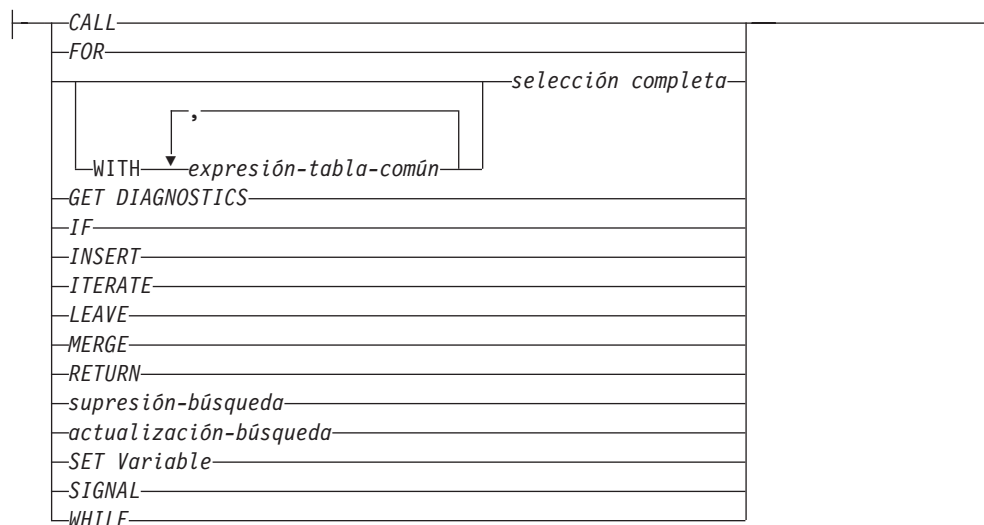 CALL
FOR
selección completa
,
WITH expresión-tabla-común
GET DIAGNOSTICS
IF
INSERT
ITERATE
LEAVE
MERGE
RETURN
supresión-búsqueda
actualización-búsqueda
SET Variable
SIGNAL
WHILE